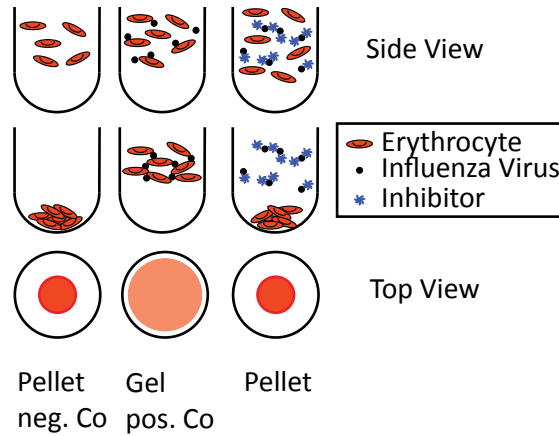 Side View
Erythrocyte
Influenza Virus
Inhibitor
Top View
Pellet
neg. Co
Gel
pos. Co
Pellet